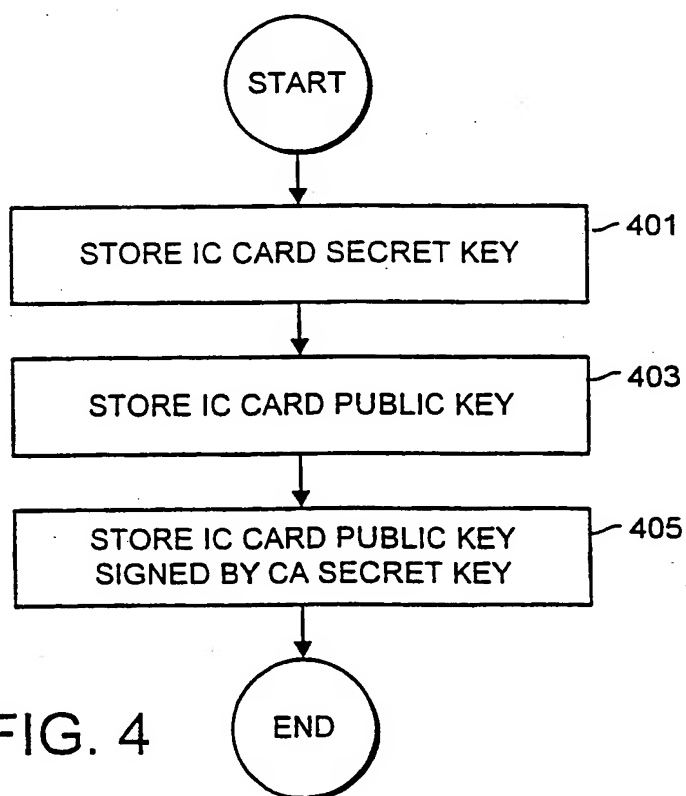 START
STORE IC CARD SECRET KEY
401
STORE IC CARD PUBLIC KEY
403
STORE IC CARD PUBLIC KEY
SIGNED BY CA SECRET KEY
405
END
FIG. 4